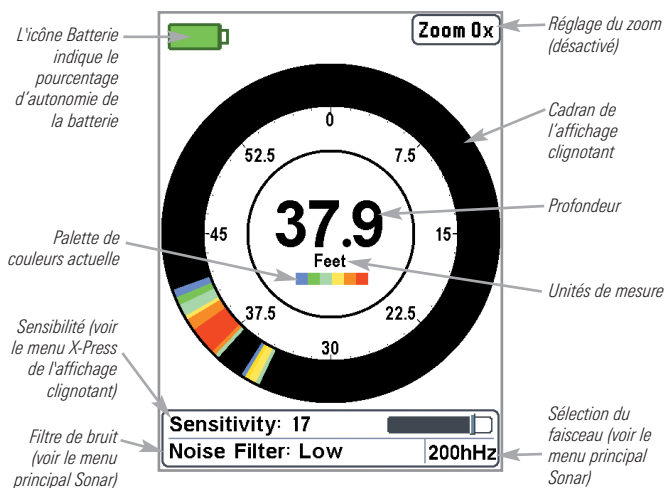 L'icône Batterie
indique le
pourcentage
d'autonomie de
la batterie
Zoom 0x
Réglage du zoom
(désactivé)
Cadran de
l'affichage
clignotant
0
52.5
7.5
45
15
37.5
22.5
30
37.9
Feet
Profondeur
Palette de
couleurs actuelle
Unités de mesure
Sensibilité (voir
le menu X-Press
de l'affichage
clignotant)
Sensitivity: 17
Noise Filter: Low
200hHz
Filtre de bruit
(voir le menu
principal Sonar)
Sélection du
faisceau (voir le
menu principal
Sonar)